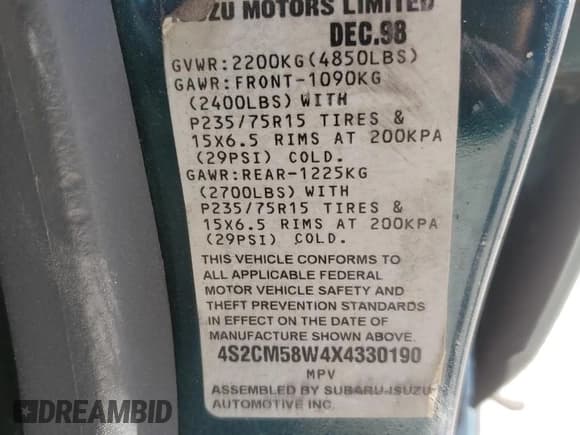 ZU MOTORS LIMITED
DEC.98
GVWR:2200KG(4850LBS)
GAWR:FRONT-1090KG
(2400LBS)WITH
P235/75R15 TIRES &
15X6.5 RIMS AT 200KPA
(29PSI) COLD.
GAWR:REAR-1225KG
(2700LBS)WITH
P235/75R15 TIRES &
15X6.5 RIMS AT 200KPA
(29PSI) COLD.
THIS VEHICLE CONFORMS TO
ALL APPLICABLE FEDERAL
MOTOR VEHICLE SAFETY AND
THEFT PREVENTION STANDARDS
IN EFFECT ON THE DATE OF
MANUFACTURE SHOWN ABOVE.
4S2CM58W4X4330190
MPV
ASSEMBLED BY SUBARU-ISUZU
AUTOMOTIVE INC.
DREAMBID